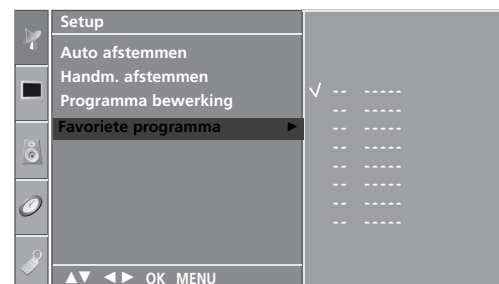 Setup
Auto afstemmen
Handm. afstemmen
Programma bewerking
Favoriete programma ►
✓ -- -----
-- -----
-- -----
-- -----
-- -----
-- -----
-- -----
-- -----
▲▼ ◄► OK MENU